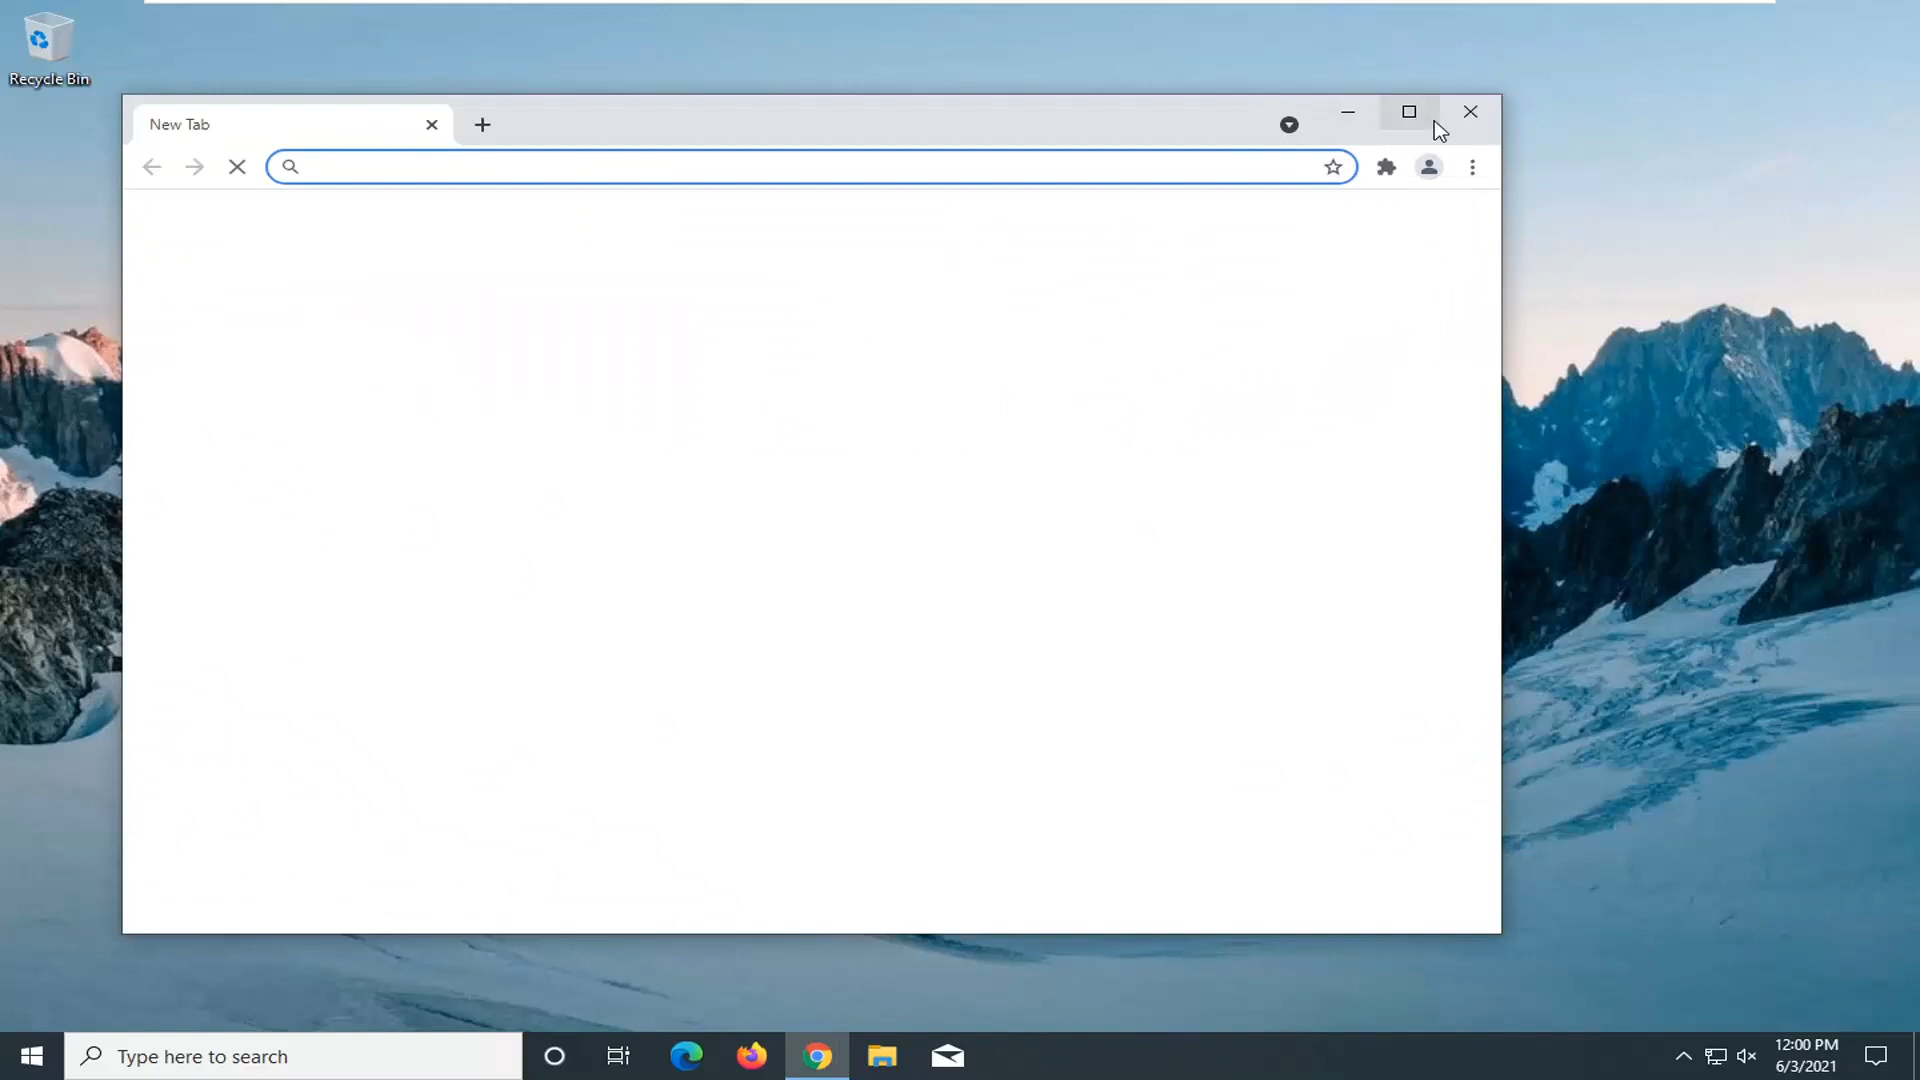 Recycle Bin
New Tab
Type here to search
12:00 PM
6/3/2021